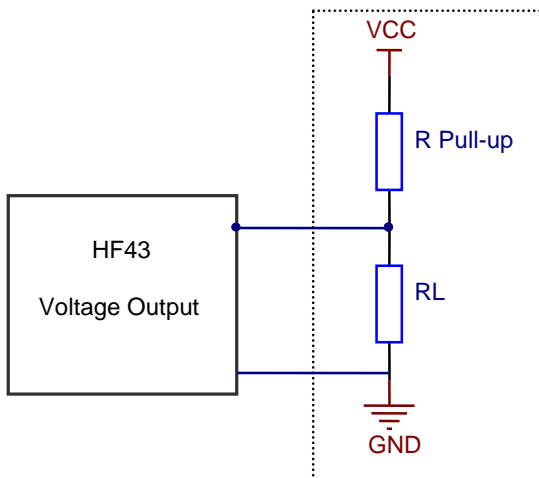 VCC
R Pull-up
HF43
Voltage Output
RL
GND